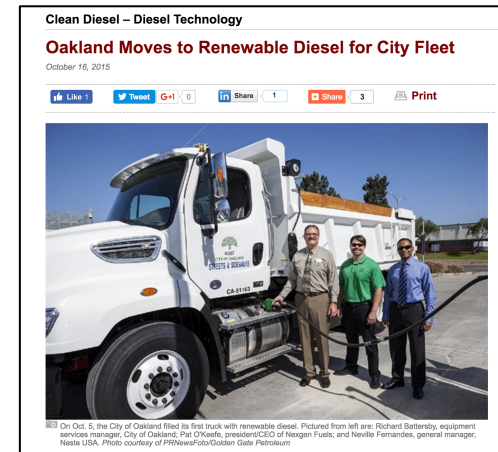 Clean Diesel – Diesel Technology
Oakland Moves to Renewable Diesel for City Fleet
October 16, 2015
Like 1
Tweet
G+1 0
in Share 1
Share 3
Print
CITY OF OAKLAND
STREETS & SIDEWALKS
CA-51163
On Oct. 5, the City of Oakland filled its first truck with renewable diesel. Pictured from left are: Richard Battersby, equipment
services manager, City of Oakland; Pat O'Keefe, president/CEO of Nexgen Fuels; and Neville Fernandes, general manager,
Neste USA. Photo courtesy of PRNewsFoto/Golden Gate Petroleum